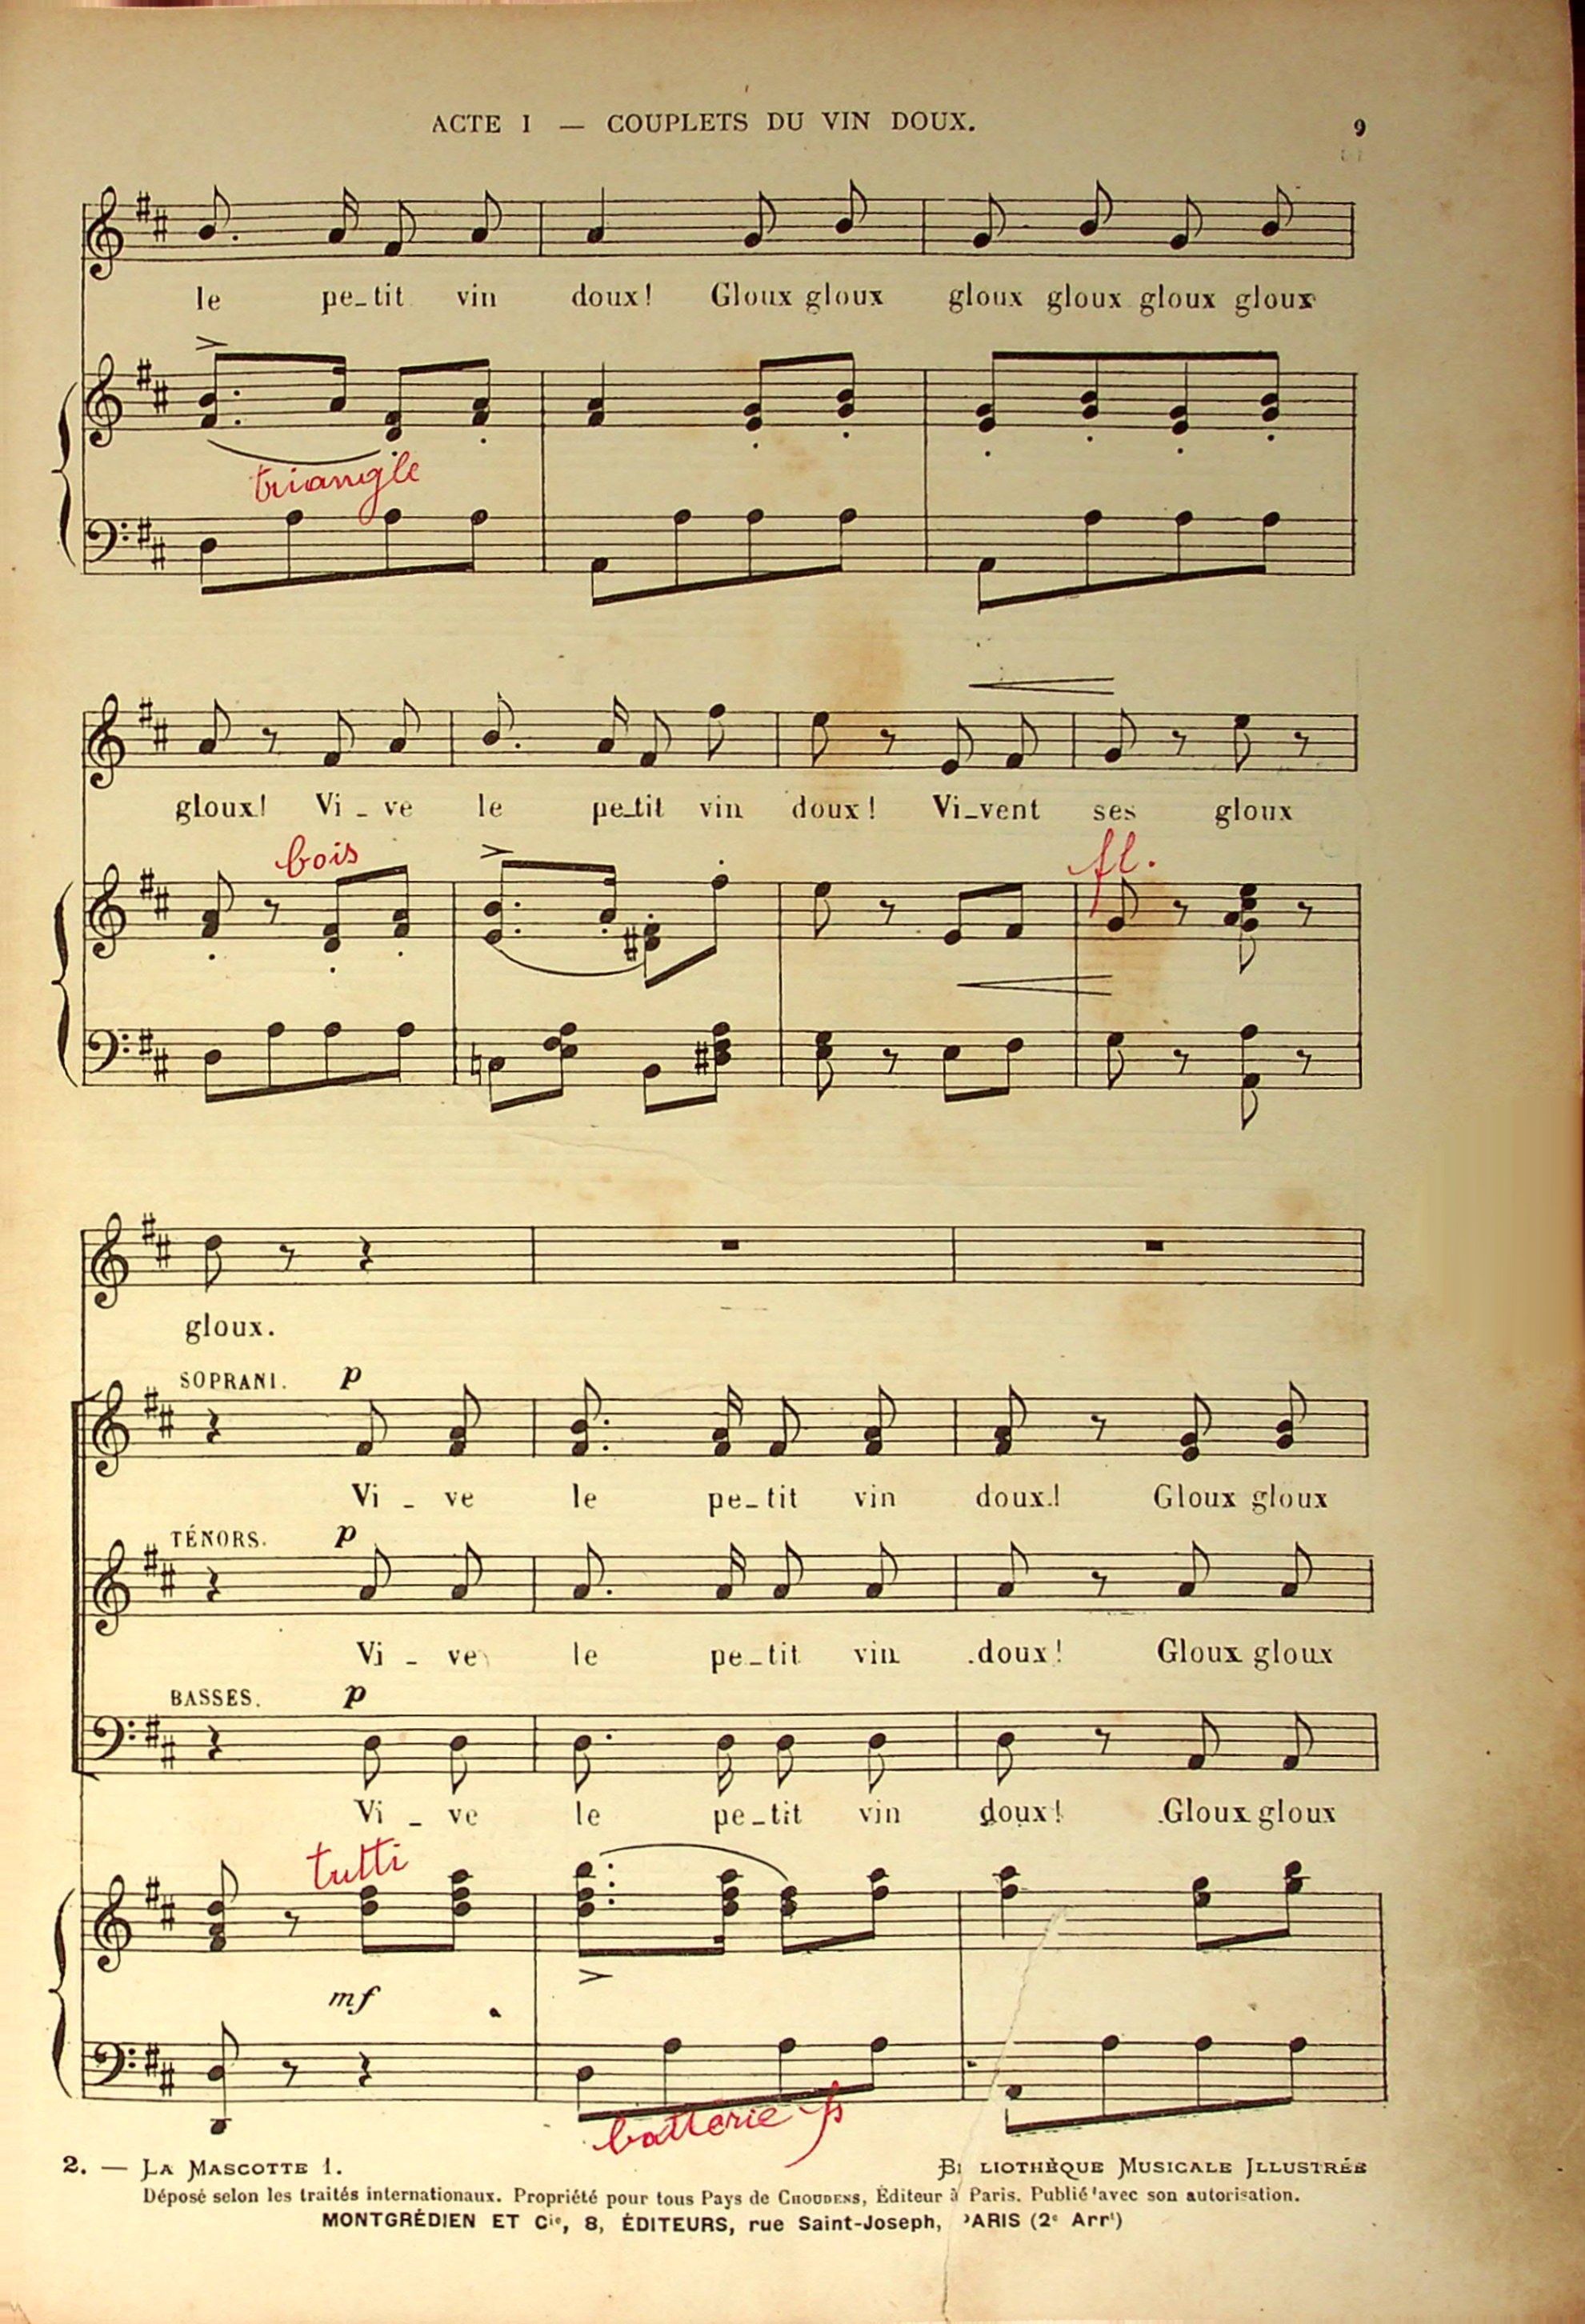 ACTE I — COUPLETS DU VIN DOUX. 9
le pe_tit vin doux! Gloux gloux gloux gloux gloux gloux
triangle
gloux! Vi _ ve le pe_tit vin doux! Vi_vent ses gloux
bois fl.
gloux.
SOPRANI. p
Vi _ ve le pe_tit vin doux! Gloux gloux
TÉNORS. p
Vi _ ve le pe_tit vin doux! Gloux gloux
BASSES. p
Vi _ ve le pe_tit vin doux! Gloux gloux
tutti
mf
batterie p
2. — LA MASCOTTE 1. BIBLIOTHÈQUE MUSICALE ILLUSTRÉE
Déposé selon les traités internationaux. Propriété pour tous Pays de CHOUDENS, Éditeur à Paris. Publié avec son autorisation.
MONTGRÉDIEN ET Cie, 8, ÉDITEURS, rue Saint-Joseph, PARIS (2e Arrt)